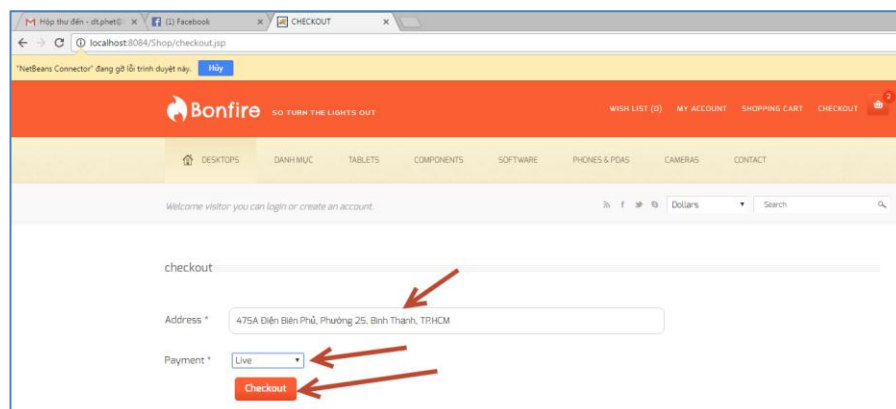 Hộp thư đến - dt.phet@
(1) Facebook
CHECKOUT
localhost:8084/Shop/checkout.jsp
"NetBeans Connector" đang gỡ lỗi trình duyệt này.
Hủy
Bonfire SO TURN THE LIGHTS OUT
WISH LIST (0) MY ACCOUNT SHOPPING CART CHECKOUT 2
DESKTOPS DANH MỤC TABLETS COMPONENTS SOFTWARE PHONES & PDAS CAMERAS CONTACT
Welcome visitor you can login or create an account.
Dollars
Search
checkout
Address * 475A Điện Biên Phủ, Phường 25, Bình Thạnh, TP.HCM
Payment * Live
Checkout